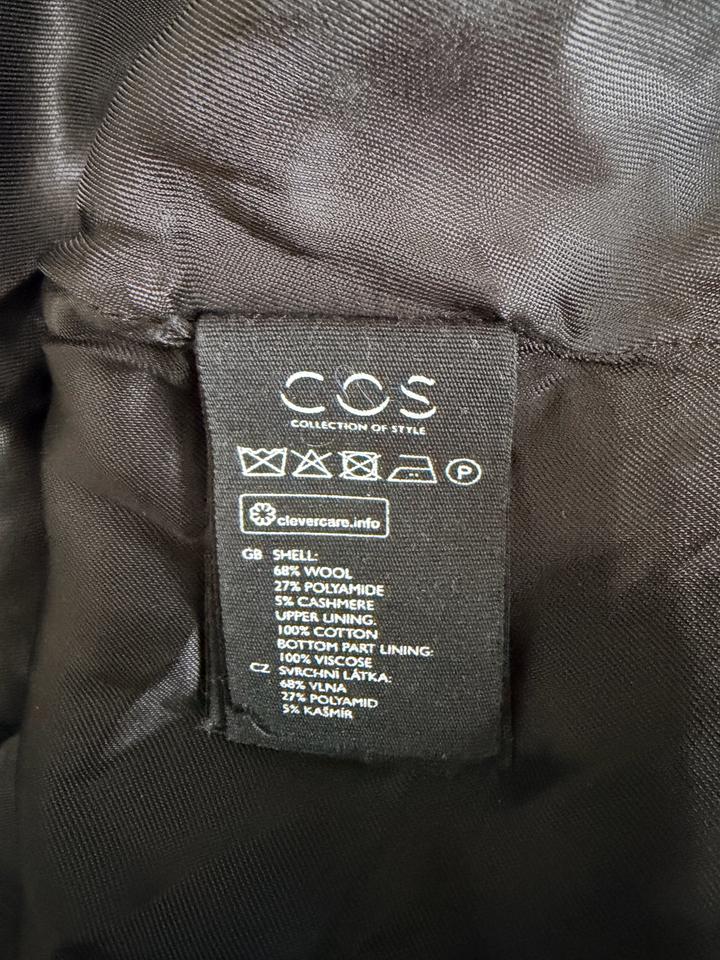 COS
COLLECTION OF STYLE
P
clevercare.info
GB SHELL:
68% WOOL
27% POLYAMIDE
5% CASHMERE
UPPER LINING.
100% COTTON
BOTTOM PART LINING:
100% VISCOSE
CZ SVRCHNÍ LÁTKA:
68% VLNA
27% POLYAMID
5% KAŠMÍR